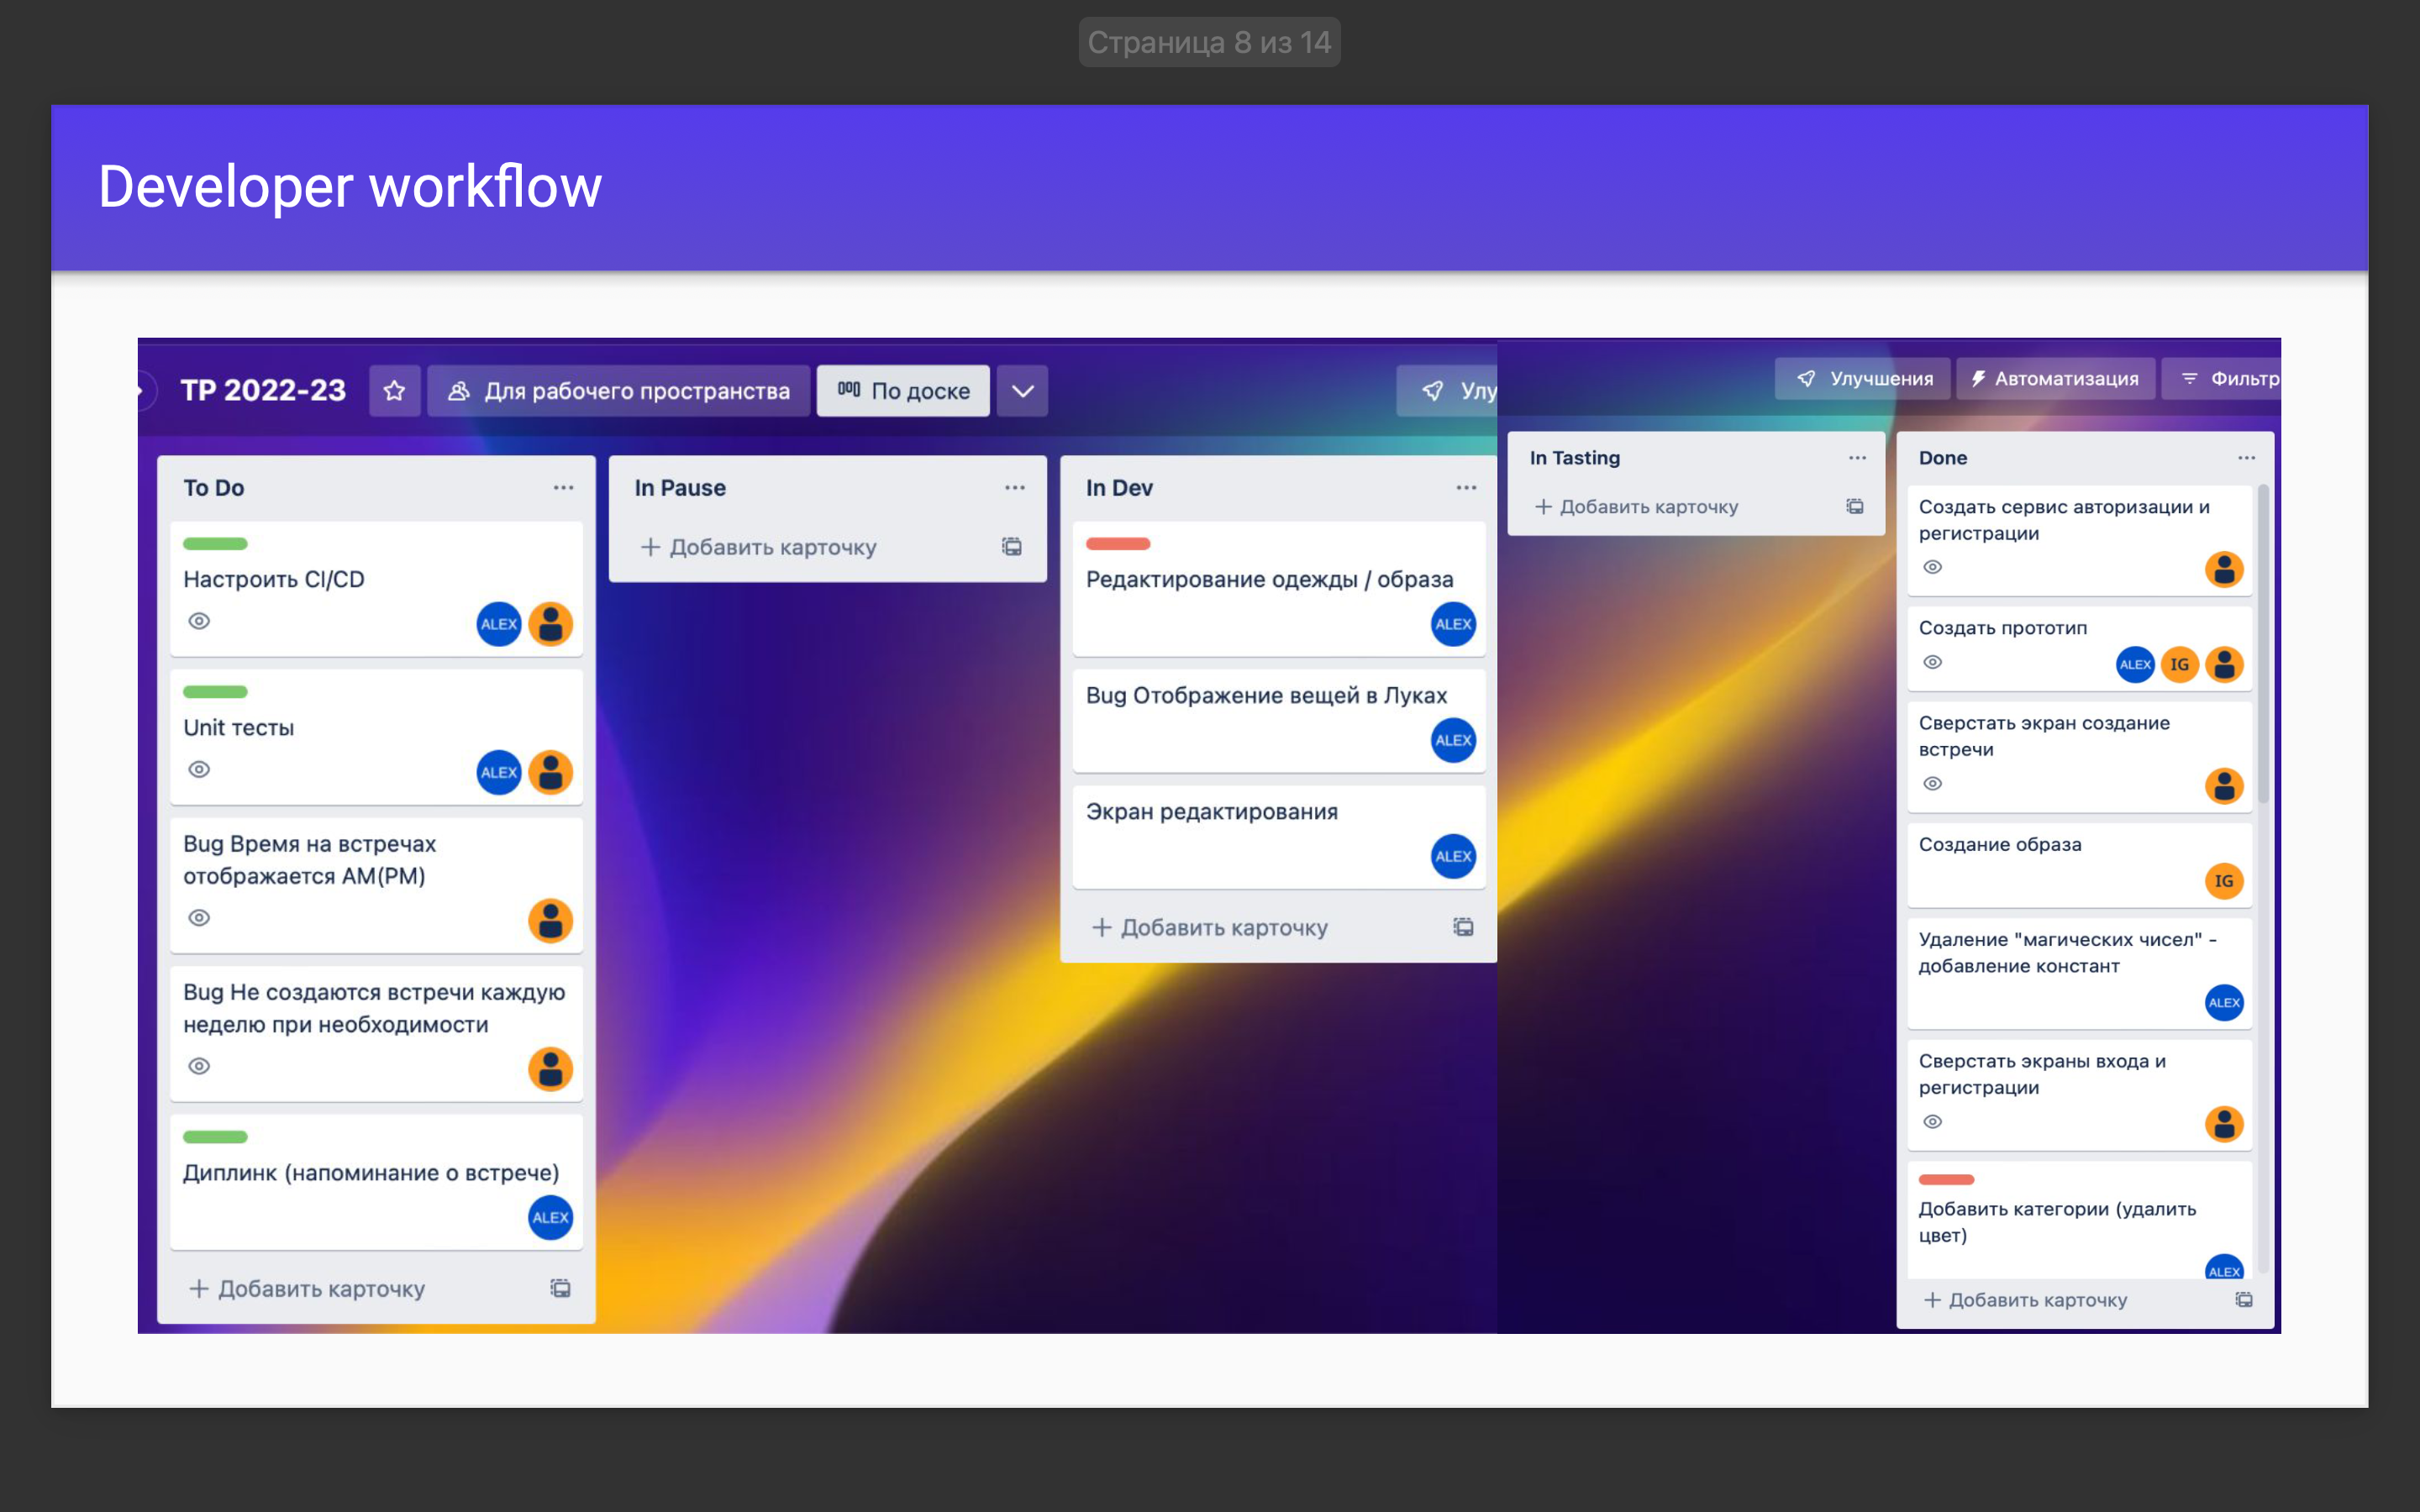 Страница 8 из 14
Developer workflow
ТР 2022-23
Для рабочего пространства
По доске
Улу
Улучшения
Автоматизация
Фильтр
To Do
Настроить CI/CD
ALEX
Unit тесты
ALEX
Bug Время на встречах
отображается AM(PM)
Bug Не создаются встречи каждую
неделю при необходимости
Диплинк (напоминание о встрече)
ALEX
+ Добавить карточку
In Pause
+ Добавить карточку
In Dev
Редактирование одежды / образа
ALEX
Bug Отображение вещей в Луках
ALEX
Экран редактирования
ALEX
+ Добавить карточку
In Tasting
+ Добавить карточку
Done
Создать сервис авторизации и
регистрации
Создать прототип
ALEX IG
Сверстать экран создание
встречи
Создание образа
IG
Удаление "магических чисел" -
добавление констант
ALEX
Сверстать экраны входа и
регистрации
Добавить категории (удалить
цвет)
ALEX
+ Добавить карточку